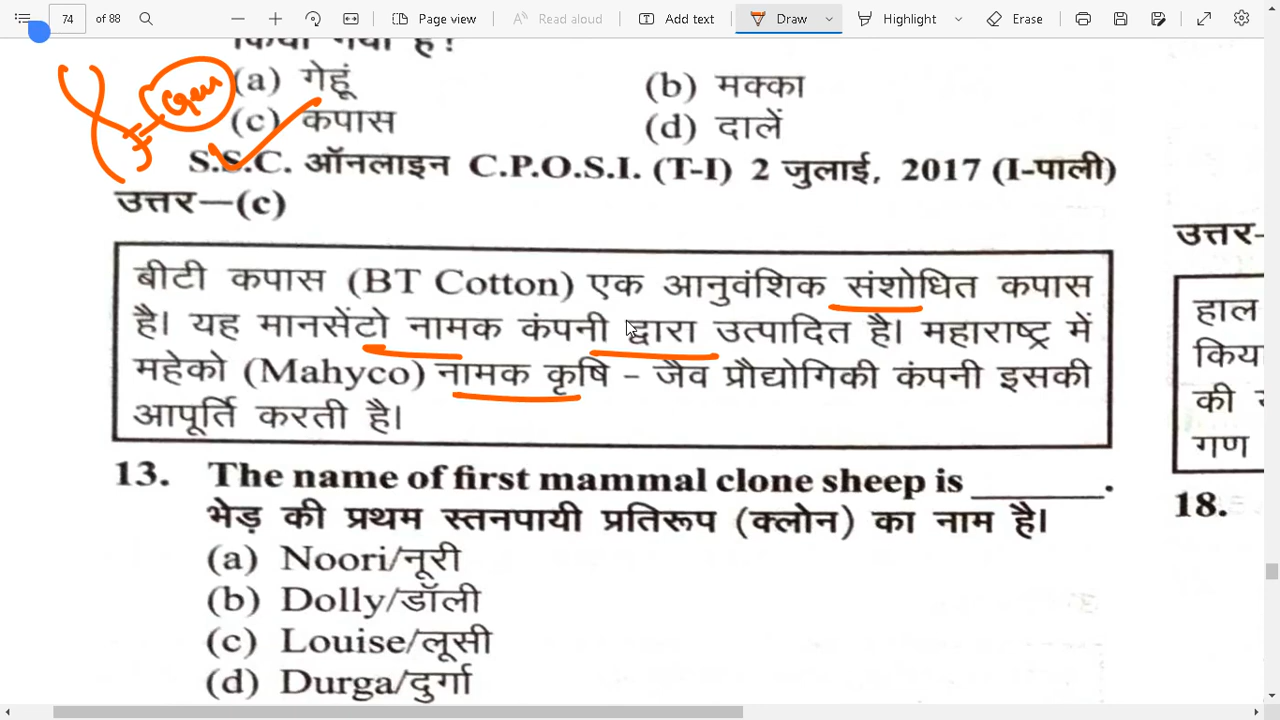 74 of 88 Page view Read aloud Add text Draw Highlight Erase
किया गया है?
(a) गेहूं (b) मक्का
(c) कपास (d) दालें
Gen
S.S.C. ऑनलाइन C.P.O.S.I. (T-I) 2 जुलाई, 2017 (I-पाली)
उत्तर—(c)
बीटी कपास (BT Cotton) एक आनुवंशिक संशोधित कपास
है। यह मानसेंटो नामक कंपनी द्वारा उत्पादित है। महाराष्ट्र में
महेको (Mahyco) नामक कृषि - जैव प्रौद्योगिकी कंपनी इसकी
आपूर्ति करती है।
13. The name of first mammal clone sheep is ______.
भेड़ की प्रथम स्तनपायी प्रतिरूप (क्लोन) का नाम है।
(a) Noori/नूरी
(b) Dolly/डॉली
(c) Louise/लूसी
(d) Durga/दुर्गा
उत्तर-
हाल
किय
की
गण
18.